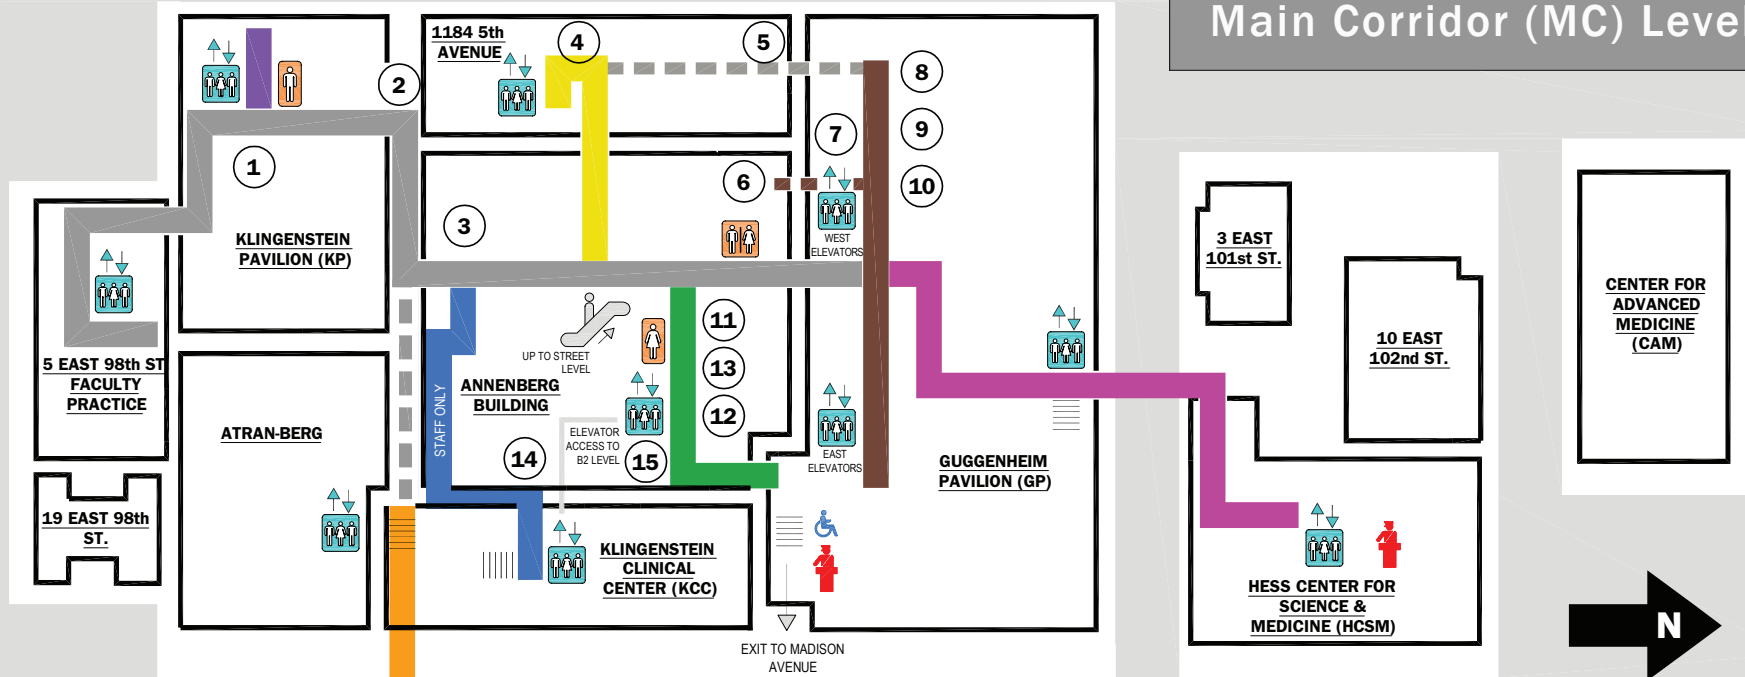 Main Corridor (MC) Level
1184 5th
AVENUE
4
5
2
8
9
10
7
6
1
3
WEST
ELEVATORS
KLINGENSTEIN
PAVILION (KP)
3 EAST
101st ST.
CENTER FOR
ADVANCED
MEDICINE
(CAM)
10 EAST
102nd ST.
5 EAST 98th ST
FACULTY
PRACTICE
UP TO STREET
LEVEL
11
13
12
ANNENBERG
BUILDING
STAFF ONLY
ELEVATOR
ACCESS TO
B2 LEVEL
14
15
ATRAN-BERG
EAST
ELEVATORS
GUGGENHEIM
PAVILION (GP)
19 EAST 98th
ST.
KLINGENSTEIN
CLINICAL
CENTER (KCC)
HESS CENTER FOR
SCIENCE &
MEDICINE (HCSM)
EXIT TO MADISON
AVENUE
N